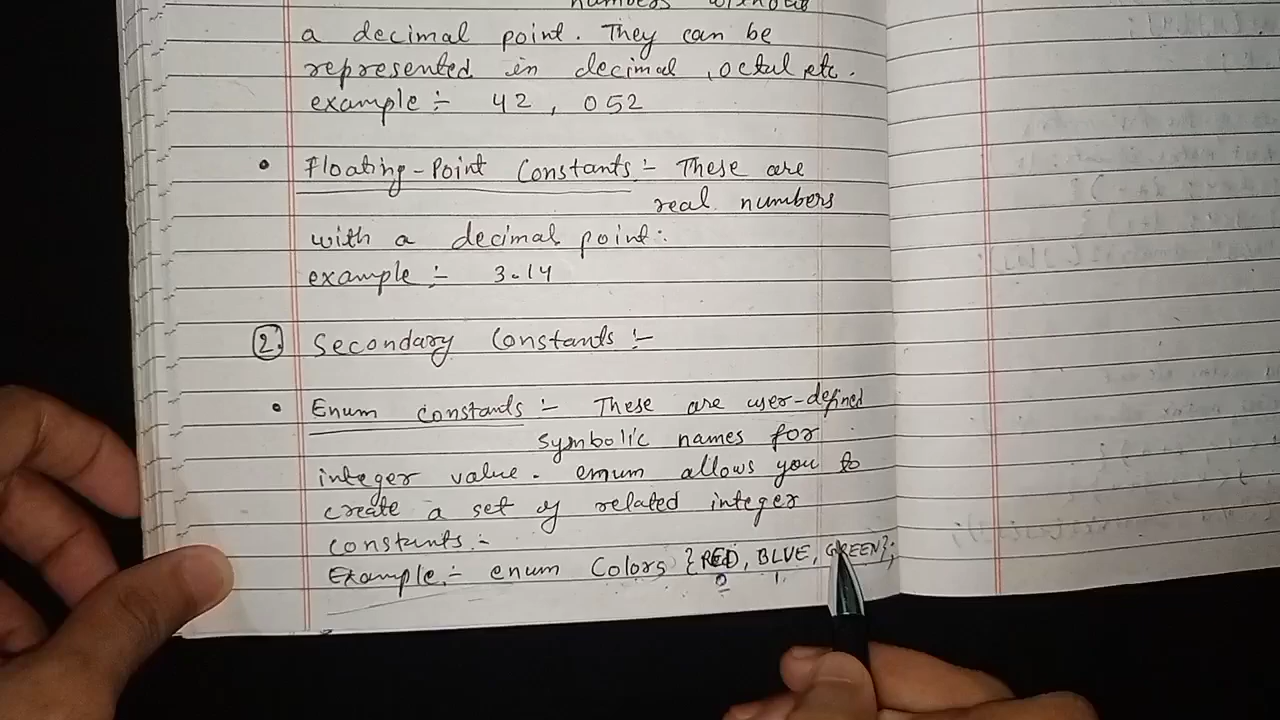 numbers without
a decimal point. They can be
represented in decimal, octal, etc.
example :- 42, 052
• Floating-Point Constants :- These are
real numbers
with a decimal point.
example :- 3.14
2. Secondary Constants :-
• Enum constants :- These are user-defined
symbolic names for
integer value. enum allows you to
create a set of related integer
constants.-
Example:- enum Colors {RED, BLUE, GREEN};
0 1